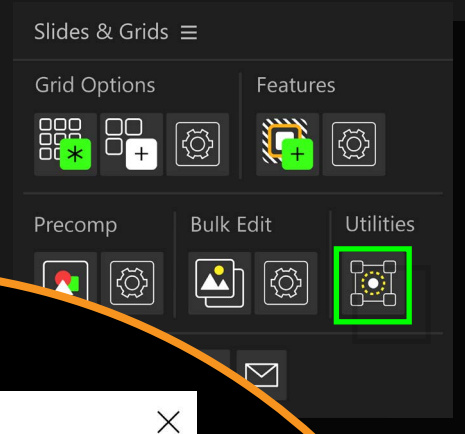 Slides & Grids
Grid Options Features
Precomp Bulk Edit Utilities